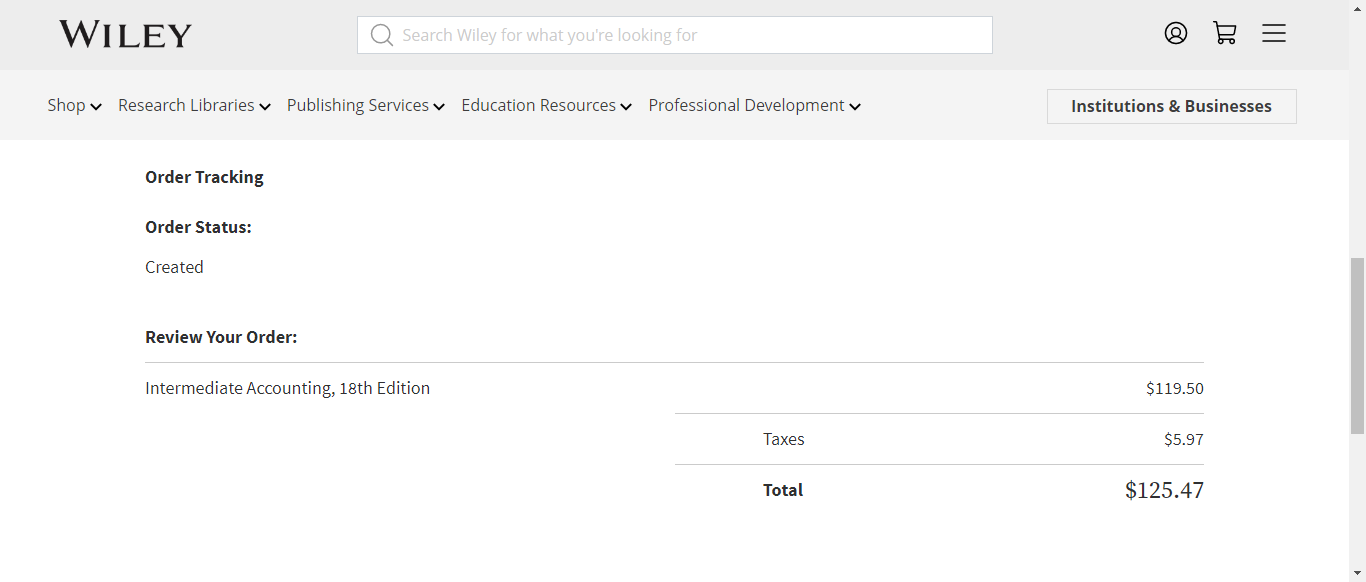 WILEY
Search Wiley for what you're looking for
Shop Research Libraries Publishing Services Education Resources Professional Development Institutions & Businesses
Order Tracking
Order Status:
Created
Review Your Order:
Intermediate Accounting, 18th Edition $119.50
Taxes $5.97
Total $125.47